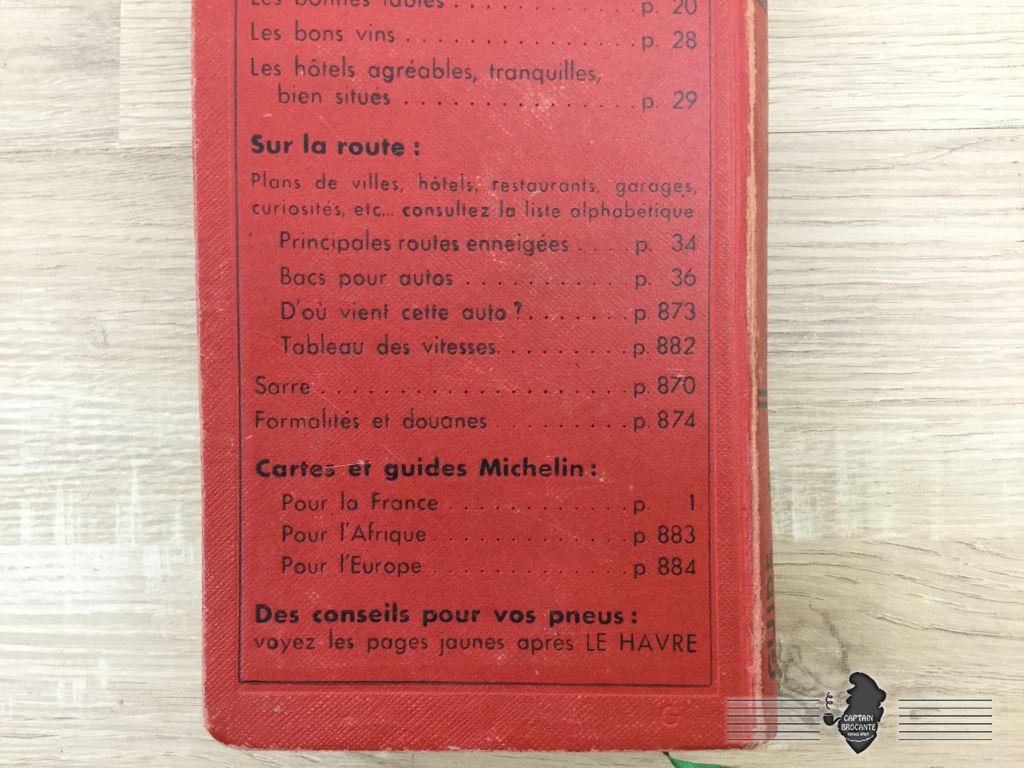 Les bonnes tables . . . . . . . . . . . . p. 20
Les bons vins . . . . . . . . . . . . . . . p. 28
Les hôtels agréables, tranquilles,
bien situés . . . . . . . . . . . . . . . p. 29
Sur la route :
Plans de villes, hôtels, restaurants, garages,
curiosités, etc... consultez la liste alphabétique
Principales routes enneigées . . . . p. 34
Bacs pour autos . . . . . . . . . . . p. 36
D'où vient cette auto ? . . . . . . . p. 873
Tableau des vitesses. . . . . . . . . p. 882
Sarre . . . . . . . . . . . . . . . . . . . . p. 870
Formalités et douanes . . . . . . . . . p. 874
Cartes et guides Michelin :
Pour la France . . . . . . . . . . . . p. 1
Pour l'Afrique . . . . . . . . . . . . . p. 883
Pour l'Europe . . . . . . . . . . . . . p. 884
Des conseils pour vos pneus :
voyez les pages jaunes après LE HAVRE
G
CAPTAIN
BROCANTE